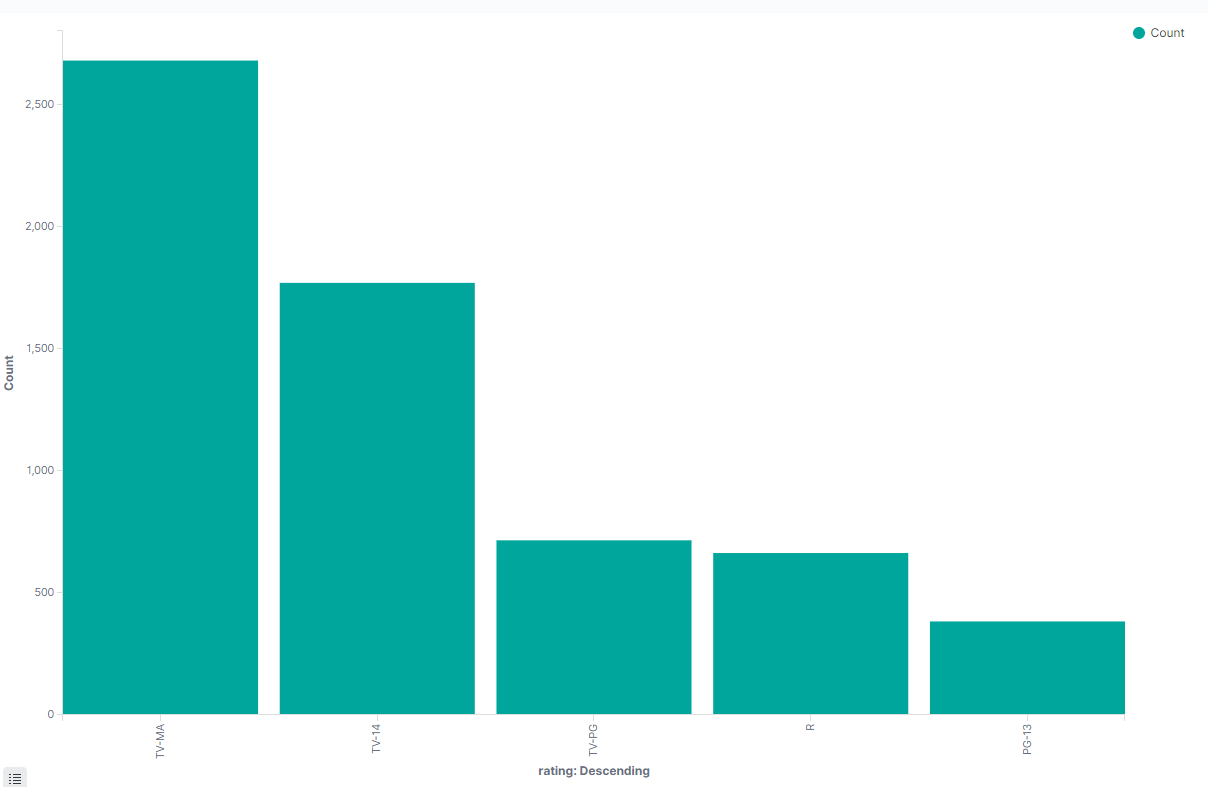 Count
2,500
2,000
1,500
1,000
500
0
Count
TV-MA
TV-14
TV-PG
R
PG-13
rating: Descending